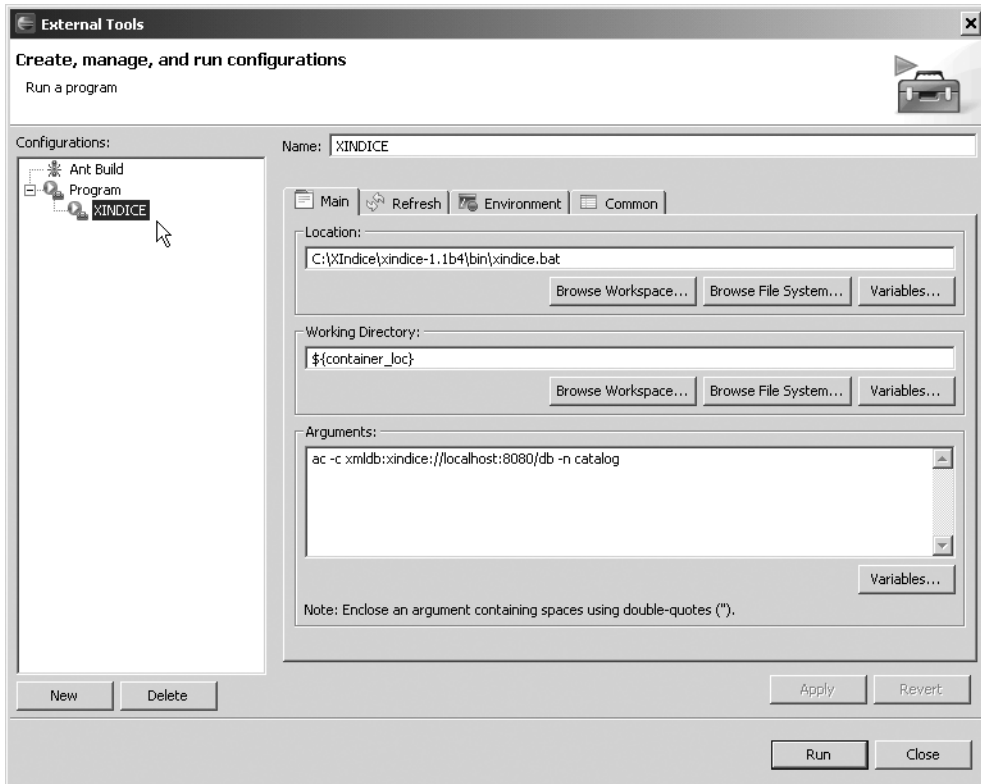 External Tools
Create, manage, and run configurations
Run a program
Configurations:
Ant Build
Program
XINDICE
New
Delete
Name: XINDICE
Main
Refresh
Environment
Common
Location:
C:\XIndice\xindice-1.1b4\bin\xindice.bat
Browse Workspace...
Browse File System...
Variables...
Working Directory:
${container_loc}
Browse Workspace...
Browse File System...
Variables...
Arguments:
ac -c xmldb:xindice://localhost:8080/db -n catalog
Variables...
Note: Enclose an argument containing spaces using double-quotes (").
Apply
Revert
Run
Close